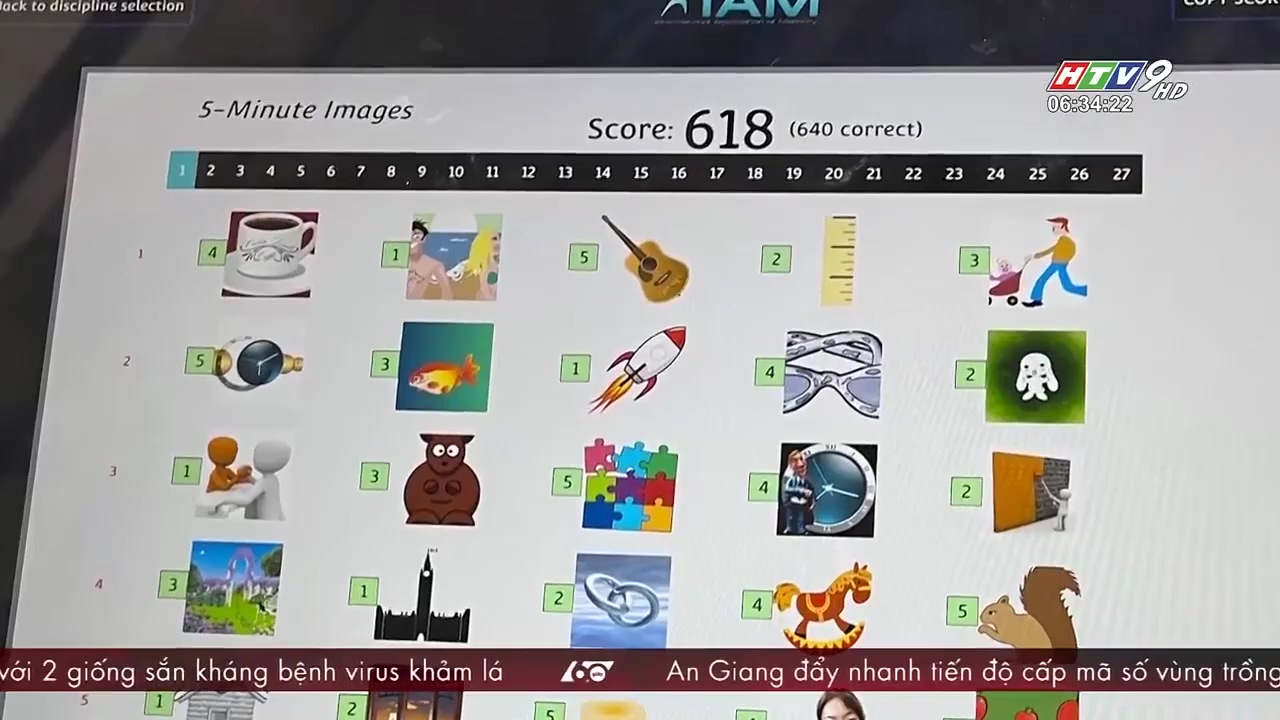 Back to discipline selection
IAM
COPY SCOR
HTV9 HD
06:34:22
5-Minute Images
Score: 618 (640 correct)
1 2 3 4 5 6 7 8 9 10 11 12 13 14 15 16 17 18 19 20 21 22 23 24 25 26 27
1 4 1 5 2 3
2 5 3 1 4 2
3 1 3 5 4 2
4 3 1 2 4 5
với 2 giống sắn kháng bệnh virus khảm lá
An Giang đẩy nhanh tiến độ cấp mã số vùng trồng
5 1 2 5